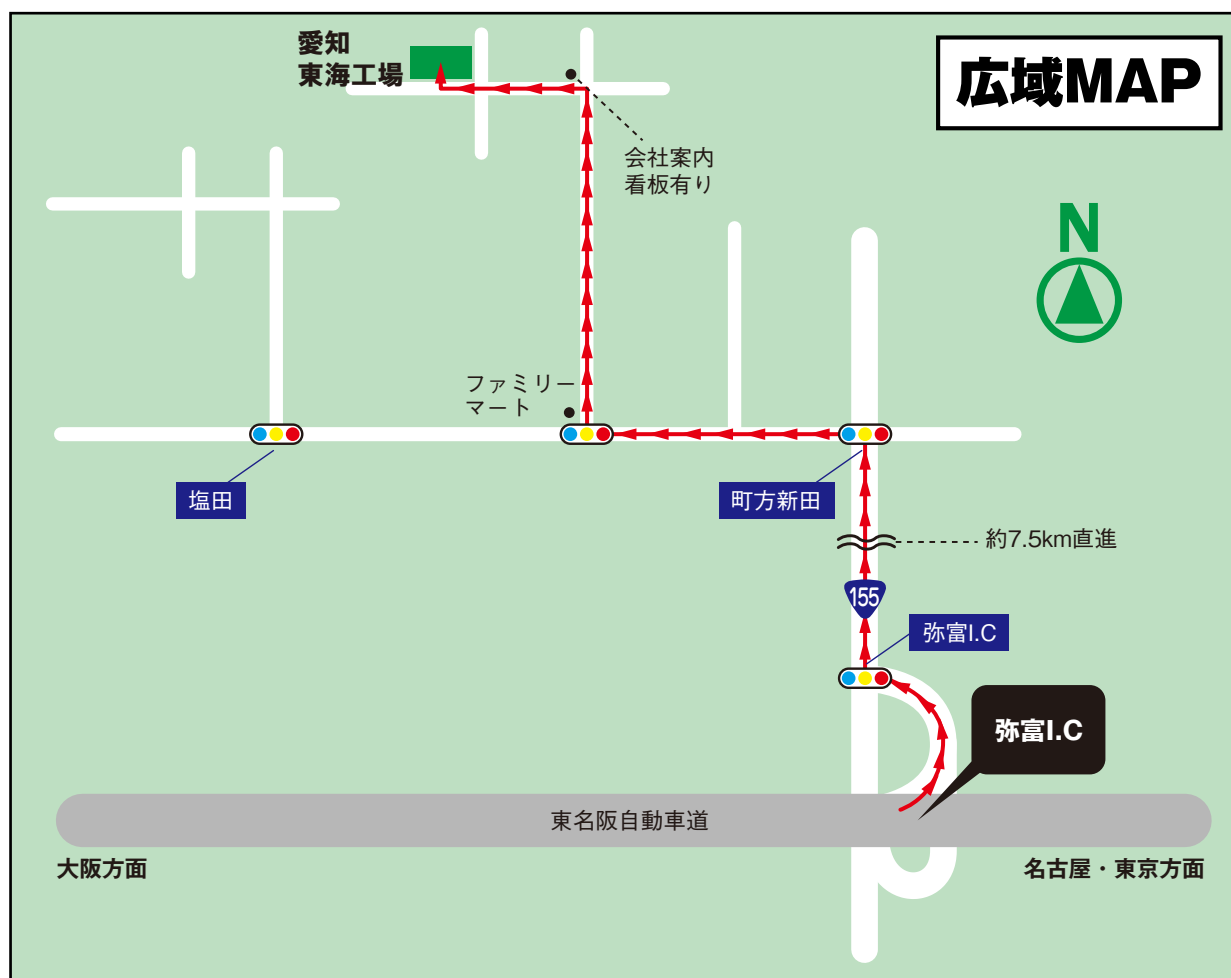 愛知
東海工場
広域MAP
会社案内
看板有り
N
ファミリー
マート
塩田
町方新田
約7.5km直進
155
弥富I.C
弥富I.C
東名阪自動車道
大阪方面
名古屋・東京方面